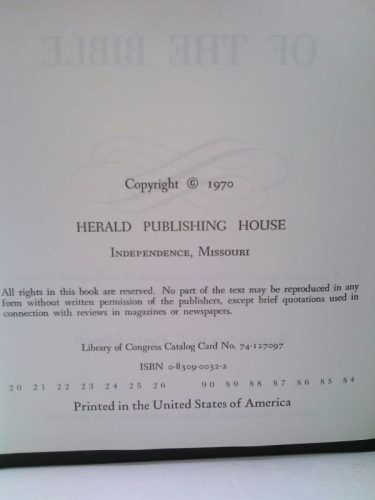 OF THE BIBLE
Copyright © 1970
HERALD PUBLISHING HOUSE
INDEPENDENCE, MISSOURI
All rights in this book are reserved. No part of the text may be reproduced in any
form without written permission of the publishers, except brief quotations used in
connection with reviews in magazines or newspapers.
Library of Congress Catalog Card No. 74-127097
ISBN 0-8309-0032-2
20 21 22 23 24 25 26 90 89 88 87 86 85 84
Printed in the United States of America